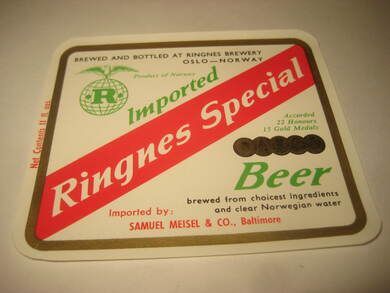 BREWED AND BOTTLED AT RINGNES BREWERY
OSLO-NORWAY
Product of Norway
R
Imported
Ringnes Special
Accorded
23 Honours
15 Gold Medals
Beer
brewed from choicest ingredients
and clear Norwegian water
Imported by:
SAMUEL MEISEL & CO., Baltimore
Net Contents 11